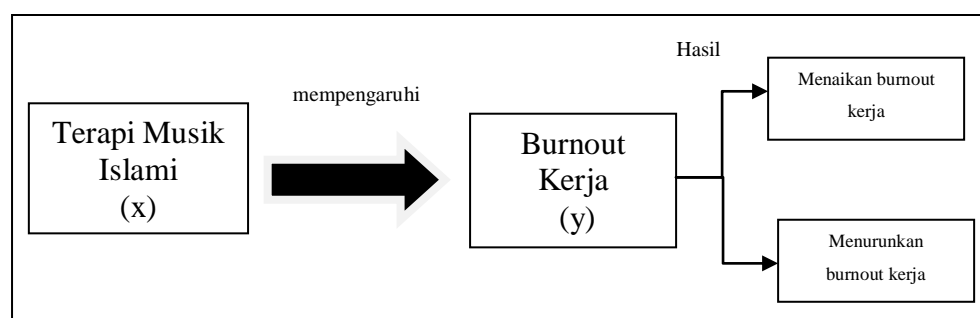 Terapi Musik
Islami
(x)
mempengaruhi
Burnout
Kerja
(y)
Hasil
Menaikan burnout
kerja
Menurunkan
burnout kerja